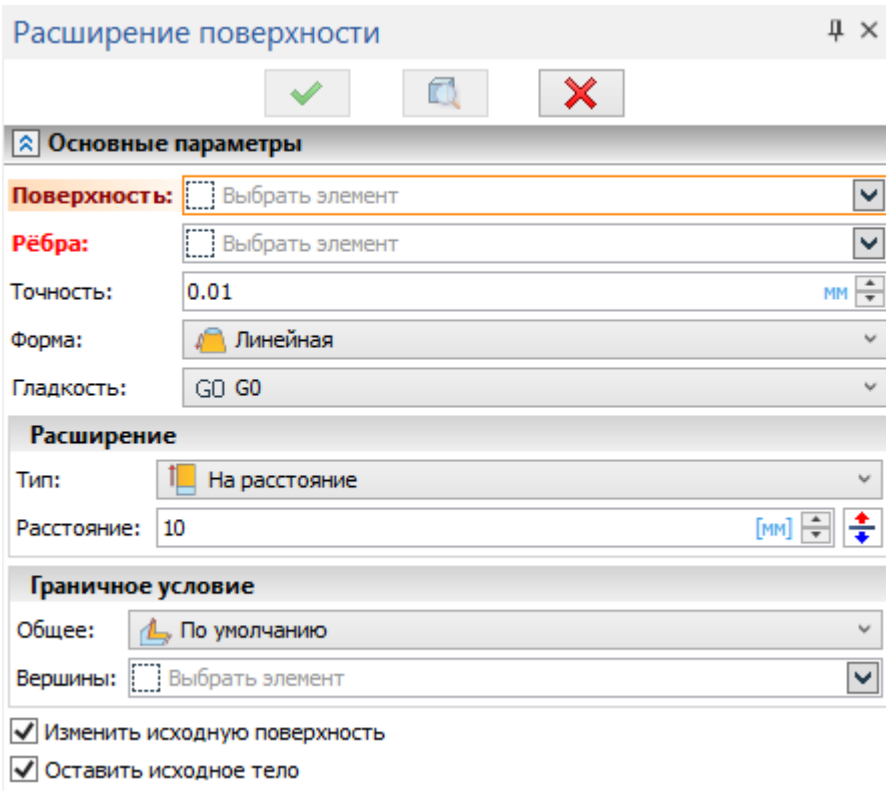 Расширение поверхности
Основные параметры
Поверхность: Выбрать элемент
Рёбра: Выбрать элемент
Точность: 0.01 мм
Форма: Линейная
Гладкость: G0 G0
Расширение
Тип: На расстояние
Расстояние: 10 [мм]
Граничное условие
Общее: По умолчанию
Вершины: Выбрать элемент
Изменить исходную поверхность
Оставить исходное тело